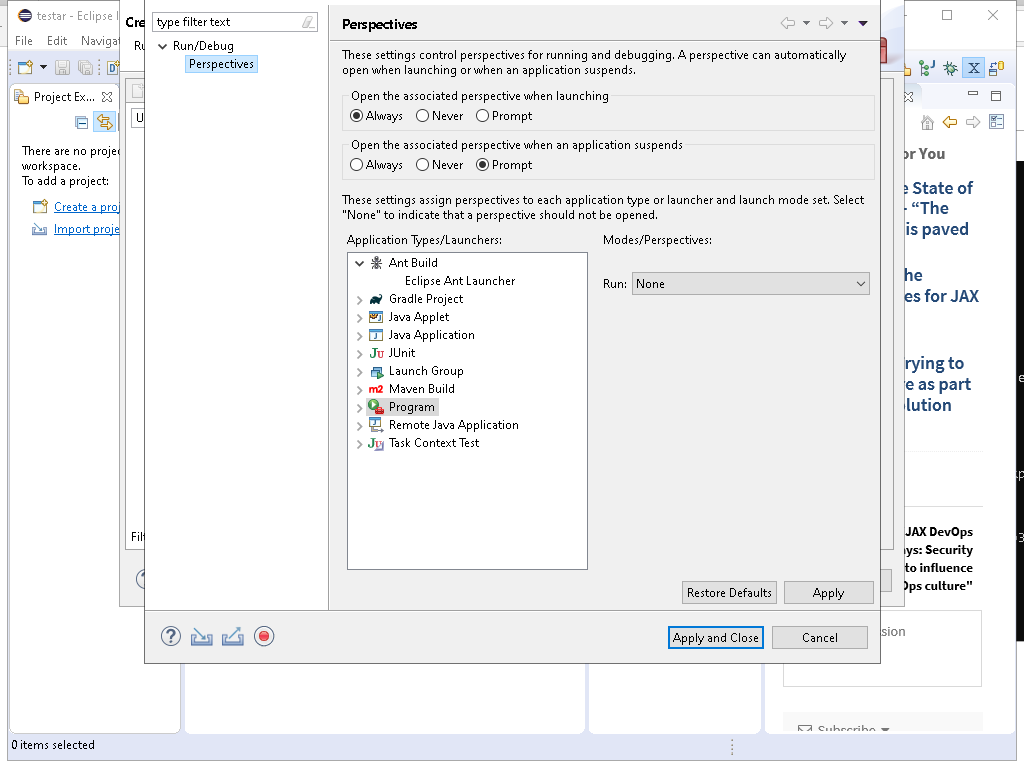 testar - Eclipse I
File Edit Navigat
Project Ex...
There are no projec
workspace.
To add a project:
Create a proj
Import proje
0 items selected
Cre
Ru
U
Filt
type filter text
Run/Debug
Perspectives
Perspectives
These settings control perspectives for running and debugging. A perspective can automatically
open when launching or when an application suspends.
Open the associated perspective when launching
Always Never Prompt
Open the associated perspective when an application suspends
Always Never Prompt
These settings assign perspectives to each application type or launcher and launch mode set. Select
"None" to indicate that a perspective should not be opened.
Application Types/Launchers: Modes/Perspectives:
Ant Build
Eclipse Ant Launcher
Run: None
Gradle Project
Java Applet
Java Application
JUnit
Launch Group
m2 Maven Build
Program
Remote Java Application
Task Context Test
Restore Defaults Apply
Apply and Close Cancel
or You
e State of
- “The
is paved
he
es for JAX
rying to
e as part
lution
JAX DevOps
ys: Security
to influence
Ops culture"
sion
Subscribe